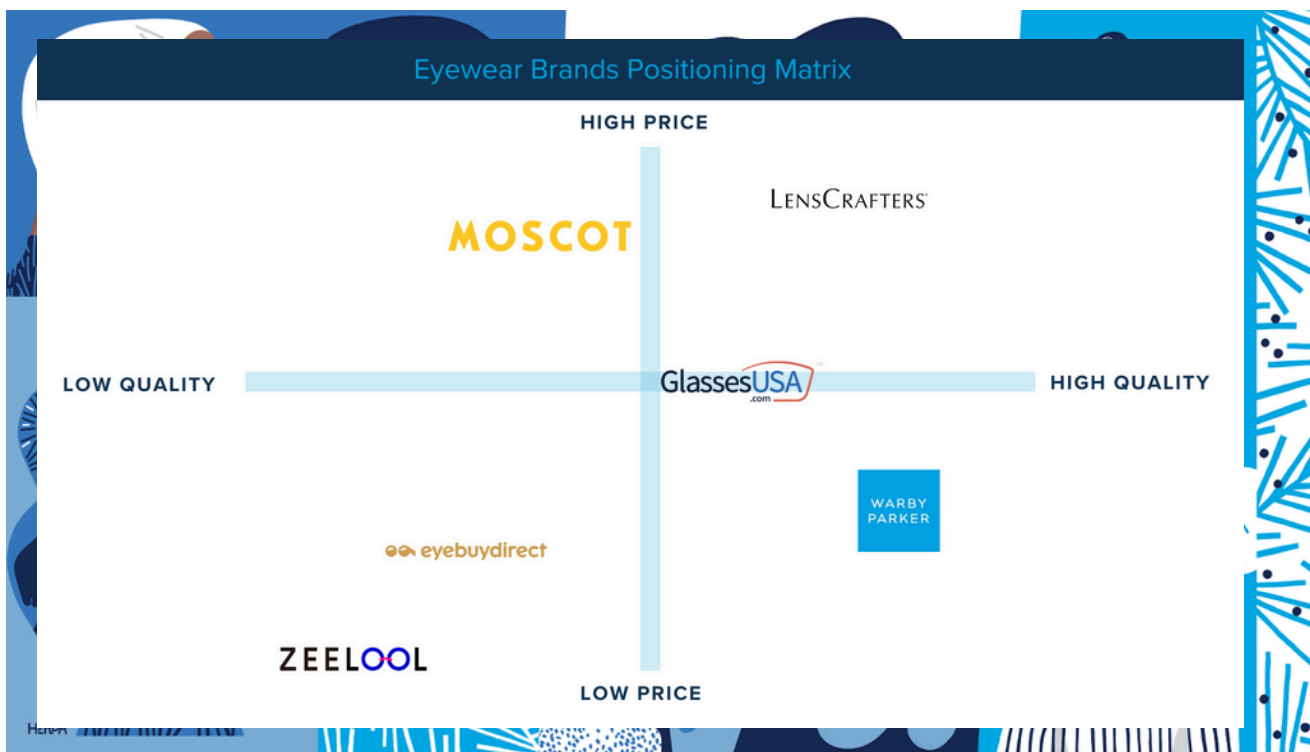 Eyewear Brands Positioning Matrix
HIGH PRICE
LENSCRAFTERS
MOSCOT
LOW QUALITY
GlassesUSA™
.com
HIGH QUALITY
WARBY
PARKER
eyebuydirect
ZEELOOL
LOW PRICE